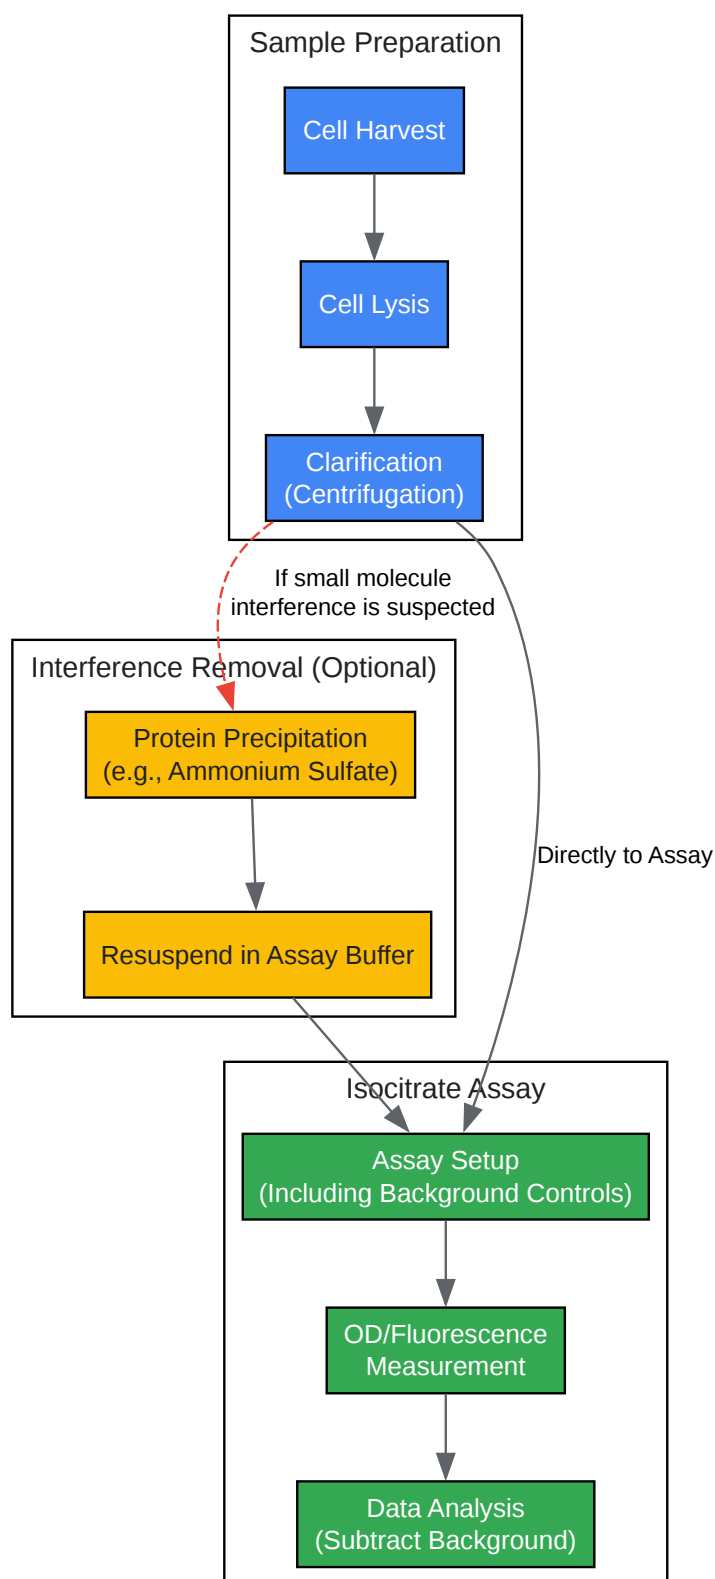 Sample Preparation
Cell Harvest
Cell Lysis
Clarification
(Centrifugation)
If small molecule
interference is suspected
Interference Removal (Optional)
Protein Precipitation
(e.g., Ammonium Sulfate)
Directly to Assay
Resuspend in Assay Buffer
Isocitrate Assay
Assay Setup
(Including Background Controls)
OD/Fluorescence
Measurement
Data Analysis
(Subtract Background)